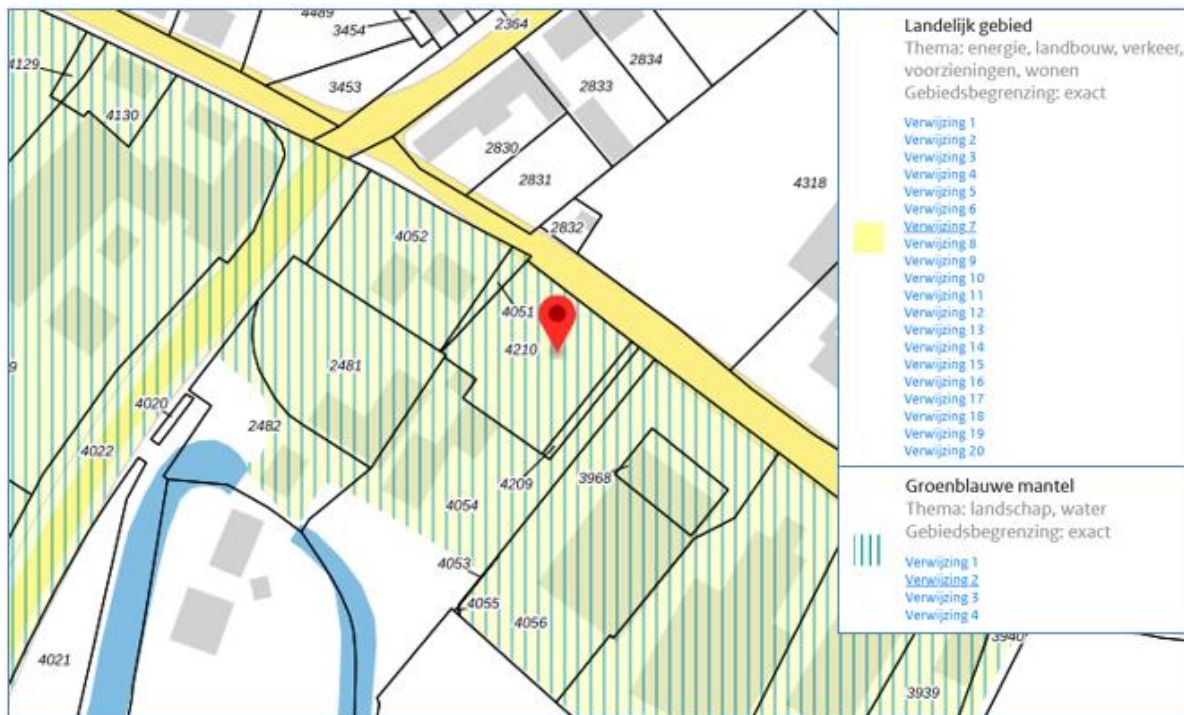 4489
3454
2364
4129
3453
2834
2833
4130
2830
2831
4318
4052
2832
4051
4210
9
2481
4020
2482
4022
4209
3968
4054
4053
4055
4056
4021
3940
3939
Landelijk gebied
Thema: energie, landbouw, verkeer,
voorzieningen, wonen
Gebiedsbegrenzing: exact
Verwijzing 1
Verwijzing 2
Verwijzing 3
Verwijzing 4
Verwijzing 5
Verwijzing 6
Verwijzing 7
Verwijzing 8
Verwijzing 9
Verwijzing 10
Verwijzing 11
Verwijzing 12
Verwijzing 13
Verwijzing 14
Verwijzing 15
Verwijzing 16
Verwijzing 17
Verwijzing 18
Verwijzing 19
Verwijzing 20
Groenblauwe mantel
Thema: landschap, water
Gebiedsbegrenzing: exact
Verwijzing 1
Verwijzing 2
Verwijzing 3
Verwijzing 4